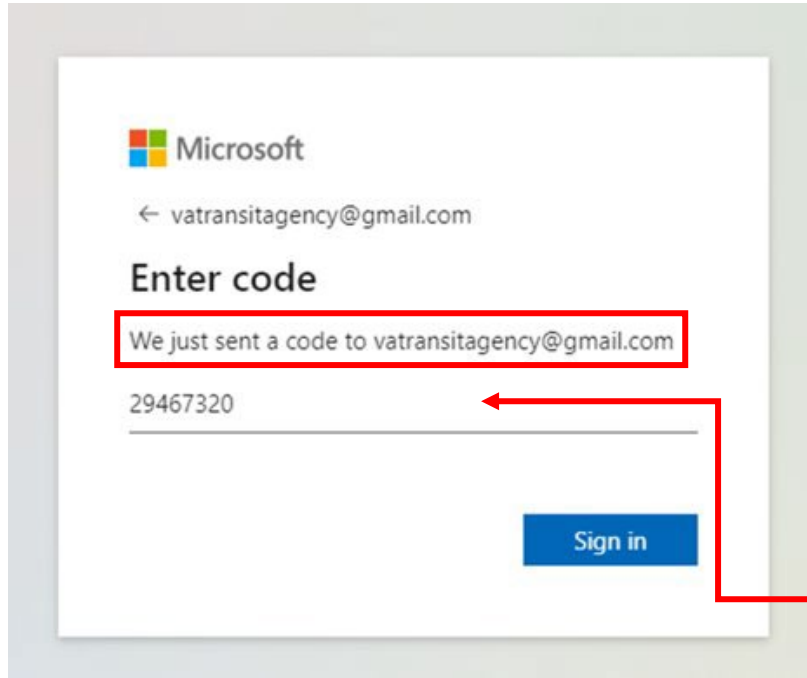 Microsoft
← vatransitagency@gmail.com
Enter code
We just sent a code to vatransitagency@gmail.com
29467320
Sign in